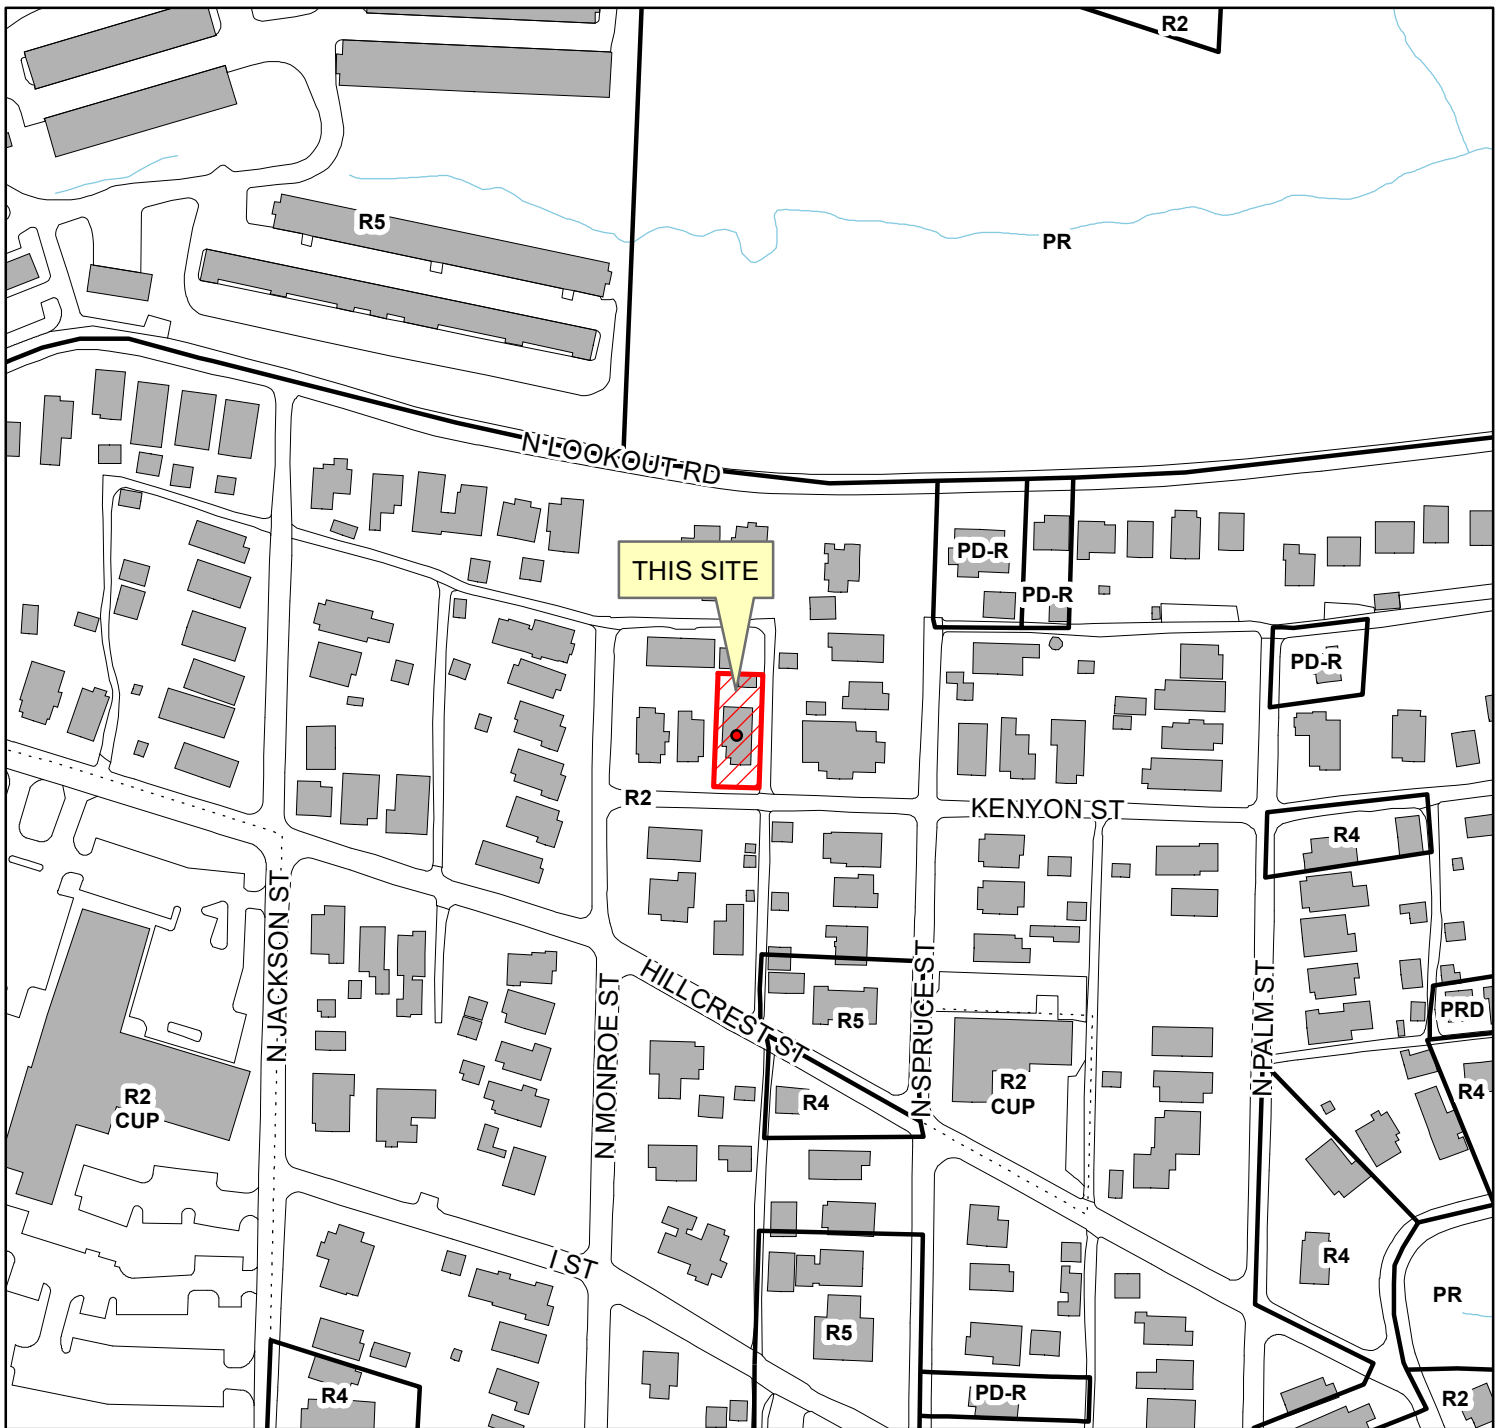 R2
R5
PR
N LOOKOUT RD
PD-R
THIS SITE
PD-R
PD-R
R2
KENYON ST
R4
N JACKSON ST
N MONROE ST
HILLCREST ST
N SPRUCE ST
N PALM ST
R5
PRD
R2
CUP
R4
R2
CUP
R4
I ST
R4
PR
R5
R4
PD-R
R2